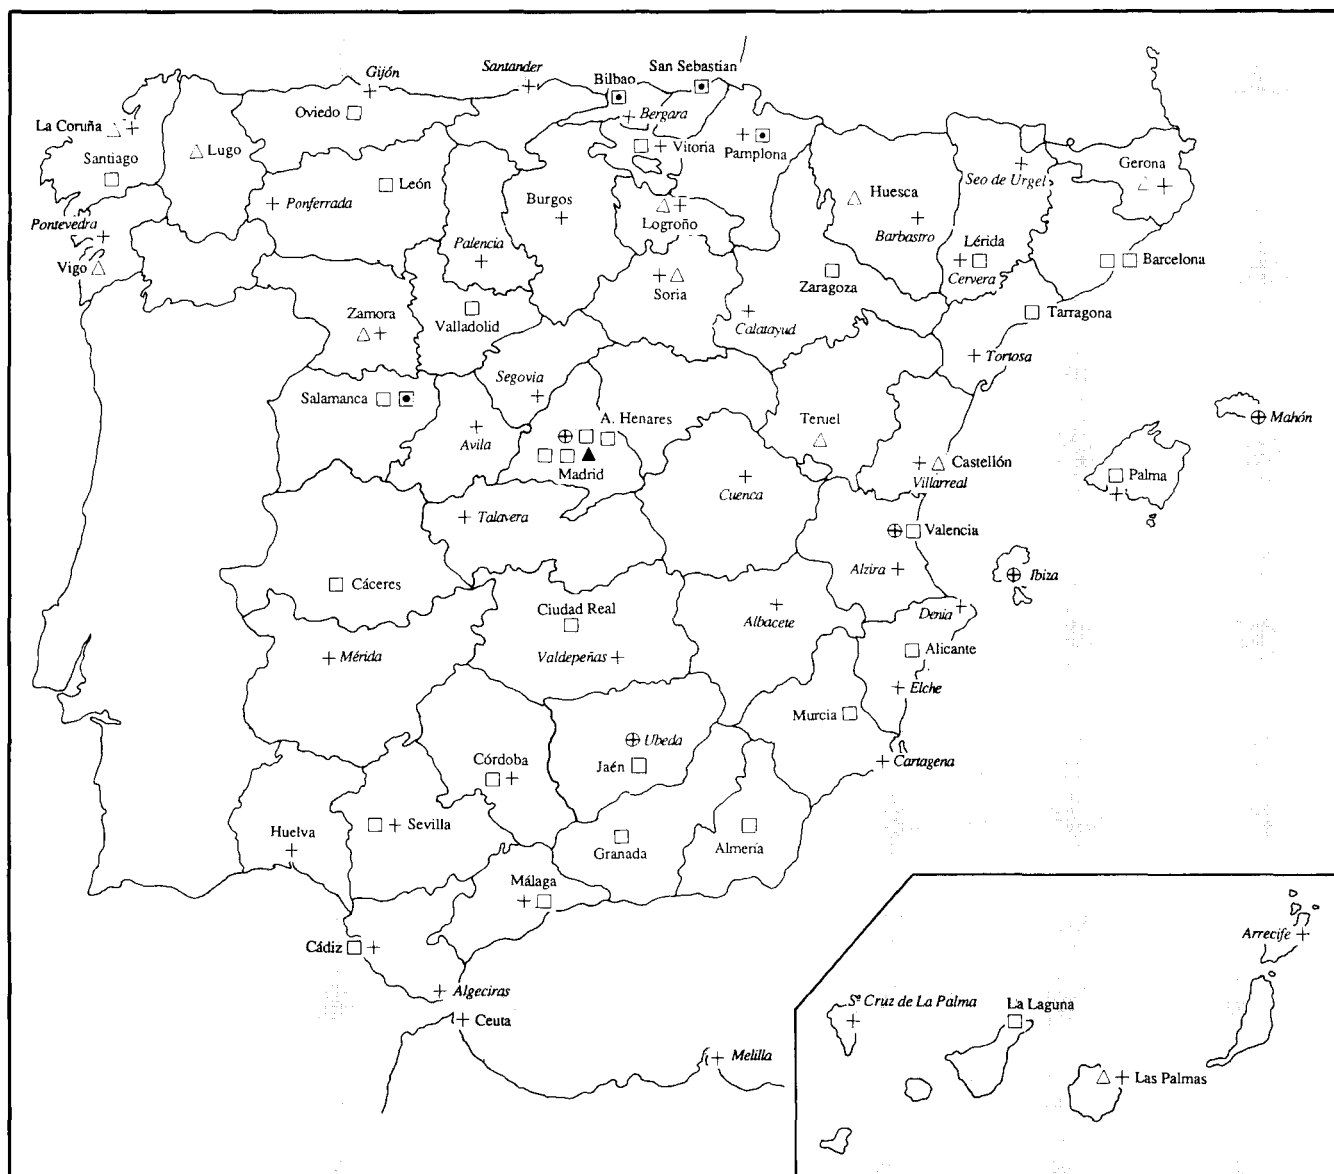 Gijón
Santander
San Sebastian
Bilbao
Oviedo
Bergara
La Coruña
Lugo
Vitoria
Pamplona
Santiago
León
Gerona
Seo de Urgel
Huesca
Burgos
Ponferrada
Logroño
Pontevedra
Barbastro
Palencia
Lérida
Vigo
Barcelona
Cervera
Soria
Zaragoza
Zamora
Valladolid
Calatayud
Tarragona
Tortosa
Segovia
Salamanca
A. Henares
Teruel
Mahón
Avila
Madrid
Castellón
Villarreal
Palma
Cuenca
Talavera
Valencia
Alzira
Ibiza
Cáceres
Ciudad Real
Albacete
Denia
Mérida
Valdepeñas
Alicante
Elche
Murcia
Ubeda
Jaén
Córdoba
Cartagena
Huelva
Sevilla
Granada
Almería
Málaga
Cádiz
Arrecife
Algeciras
Sª Cruz de La Palma
La Laguna
Ceuta
Melilla
Las Palmas